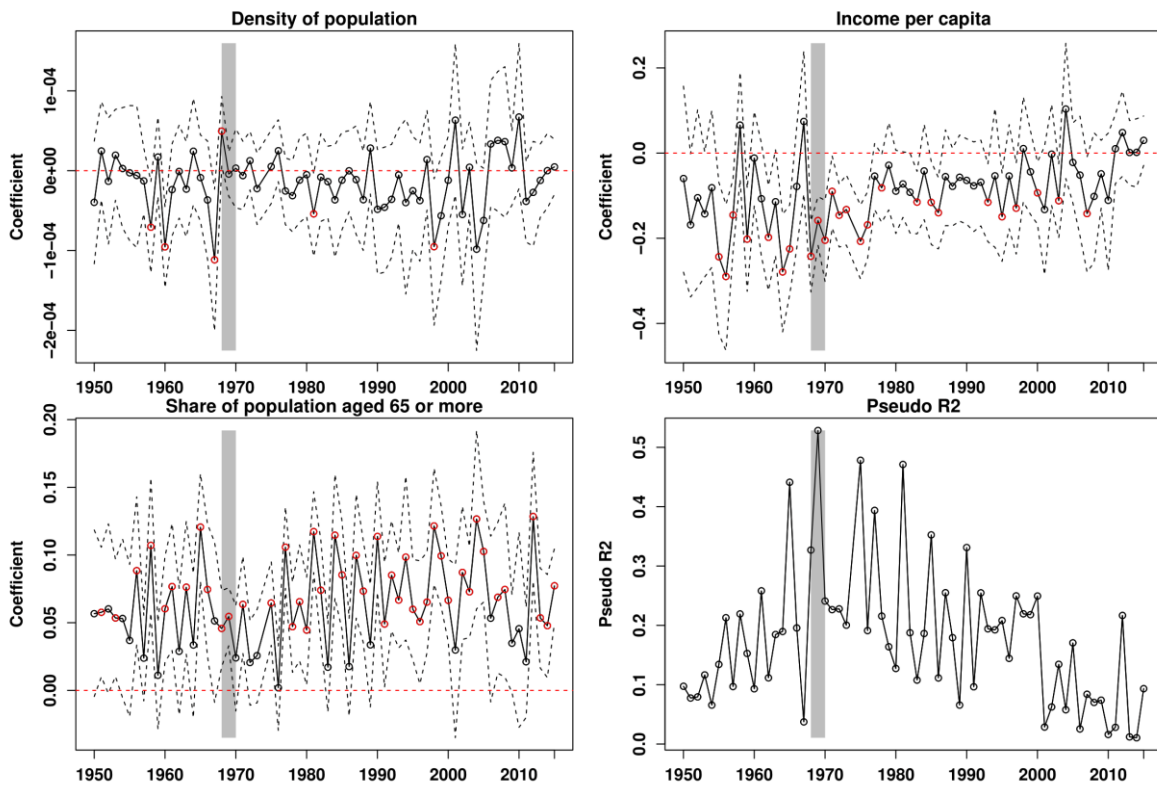 Density of population
Coefficient
1e−04
0e+00
−1e−04
−2e−04
1950 1960 1970 1980 1990 2000 2010
Income per capita
Coefficient
0.2
0.0
−0.2
−0.4
1950 1960 1970 1980 1990 2000 2010
Share of population aged 65 or more
Coefficient
0.20
0.15
0.10
0.05
0.00
1950 1960 1970 1980 1990 2000 2010
Pseudo R2
Pseudo R2
0.5
0.4
0.3
0.2
0.1
0.0
1950 1960 1970 1980 1990 2000 2010